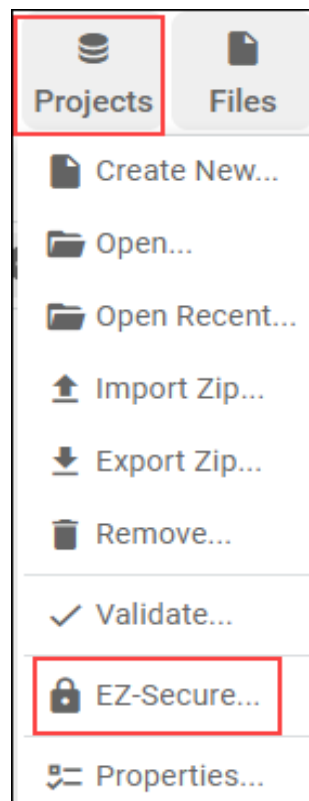 Projects Files
Create New...
Open...
Open Recent...
Import Zip...
Export Zip...
Remove...
Validate...
EZ-Secure...
Properties...